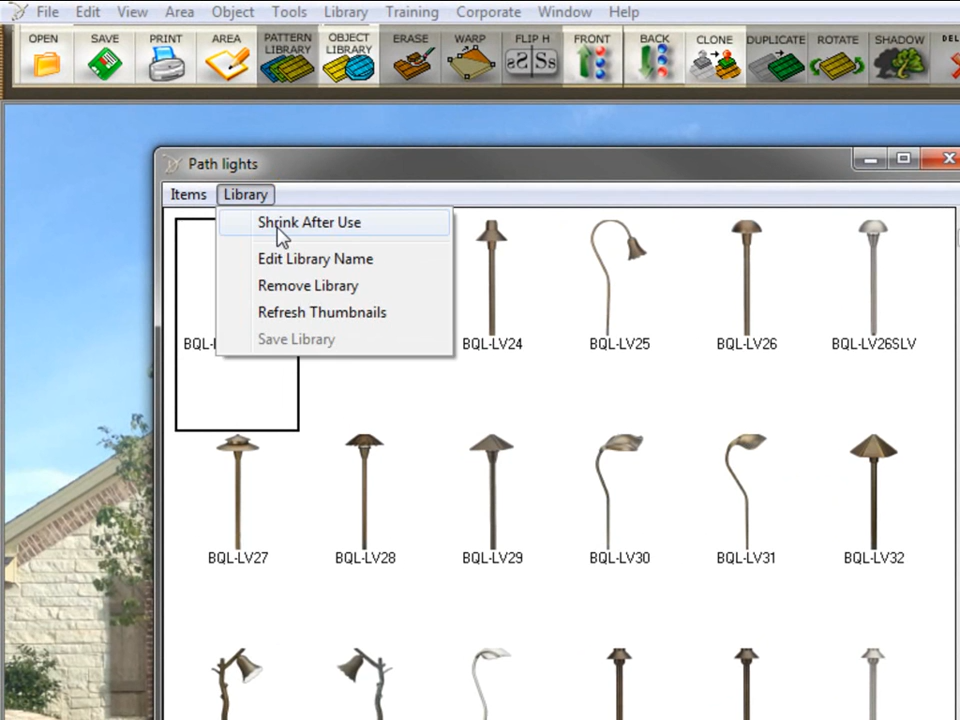 File Edit View Area Object Tools Library Training Corporate Window Help
OPEN SAVE PRINT AREA PATTERN LIBRARY OBJECT LIBRARY ERASE WARP FLIP H FRONT BACK CLONE DUPLICATE ROTATE SHADOW DEL
Path lights
Items Library
Shrink After Use
Edit Library Name
Remove Library
Refresh Thumbnails
Save Library
BQL-LV24 BQL-LV25 BQL-LV26 BQL-LV26SLV
BQL-LV27 BQL-LV28 BQL-LV29 BQL-LV30 BQL-LV31 BQL-LV32